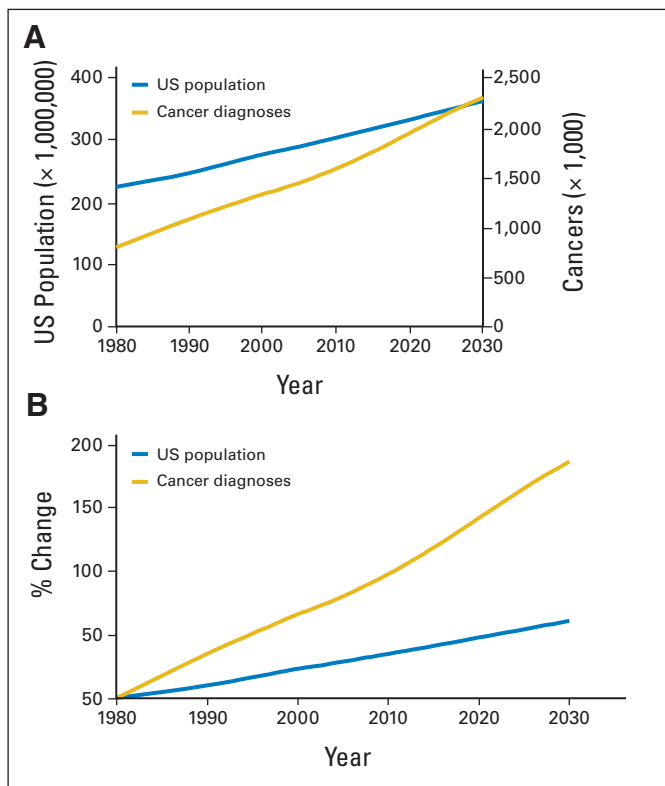 A
US Population (× 1,000,000)
400
300
200
100
0
US population
Cancer diagnoses
2,500
2,000
1,500
1,000
500
0
Cancers (× 1,000)
1980
1990
2000
2010
2020
2030
Year
B
% Change
200
150
100
50
50
US population
Cancer diagnoses
1980
1990
2000
2010
2020
2030
Year